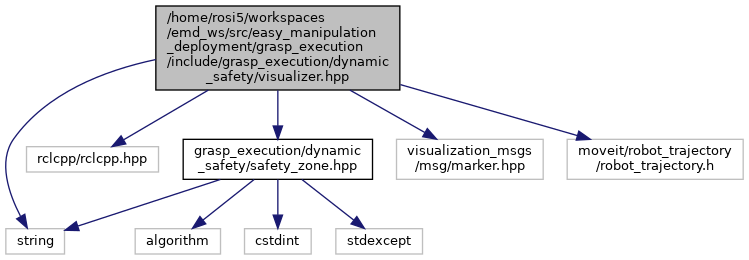 /home/rosi5/workspaces
/emd_ws/src/easy_manipulation
_deployment/grasp_execution
/include/grasp_execution/dynamic
_safety/visualizer.hpp
rclcpp/rclcpp.hpp
grasp_execution/dynamic
_safety/safety_zone.hpp
visualization_msgs
/msg/marker.hpp
moveit/robot_trajectory
/robot_trajectory.h
string
algorithm
cstdint
stdexcept